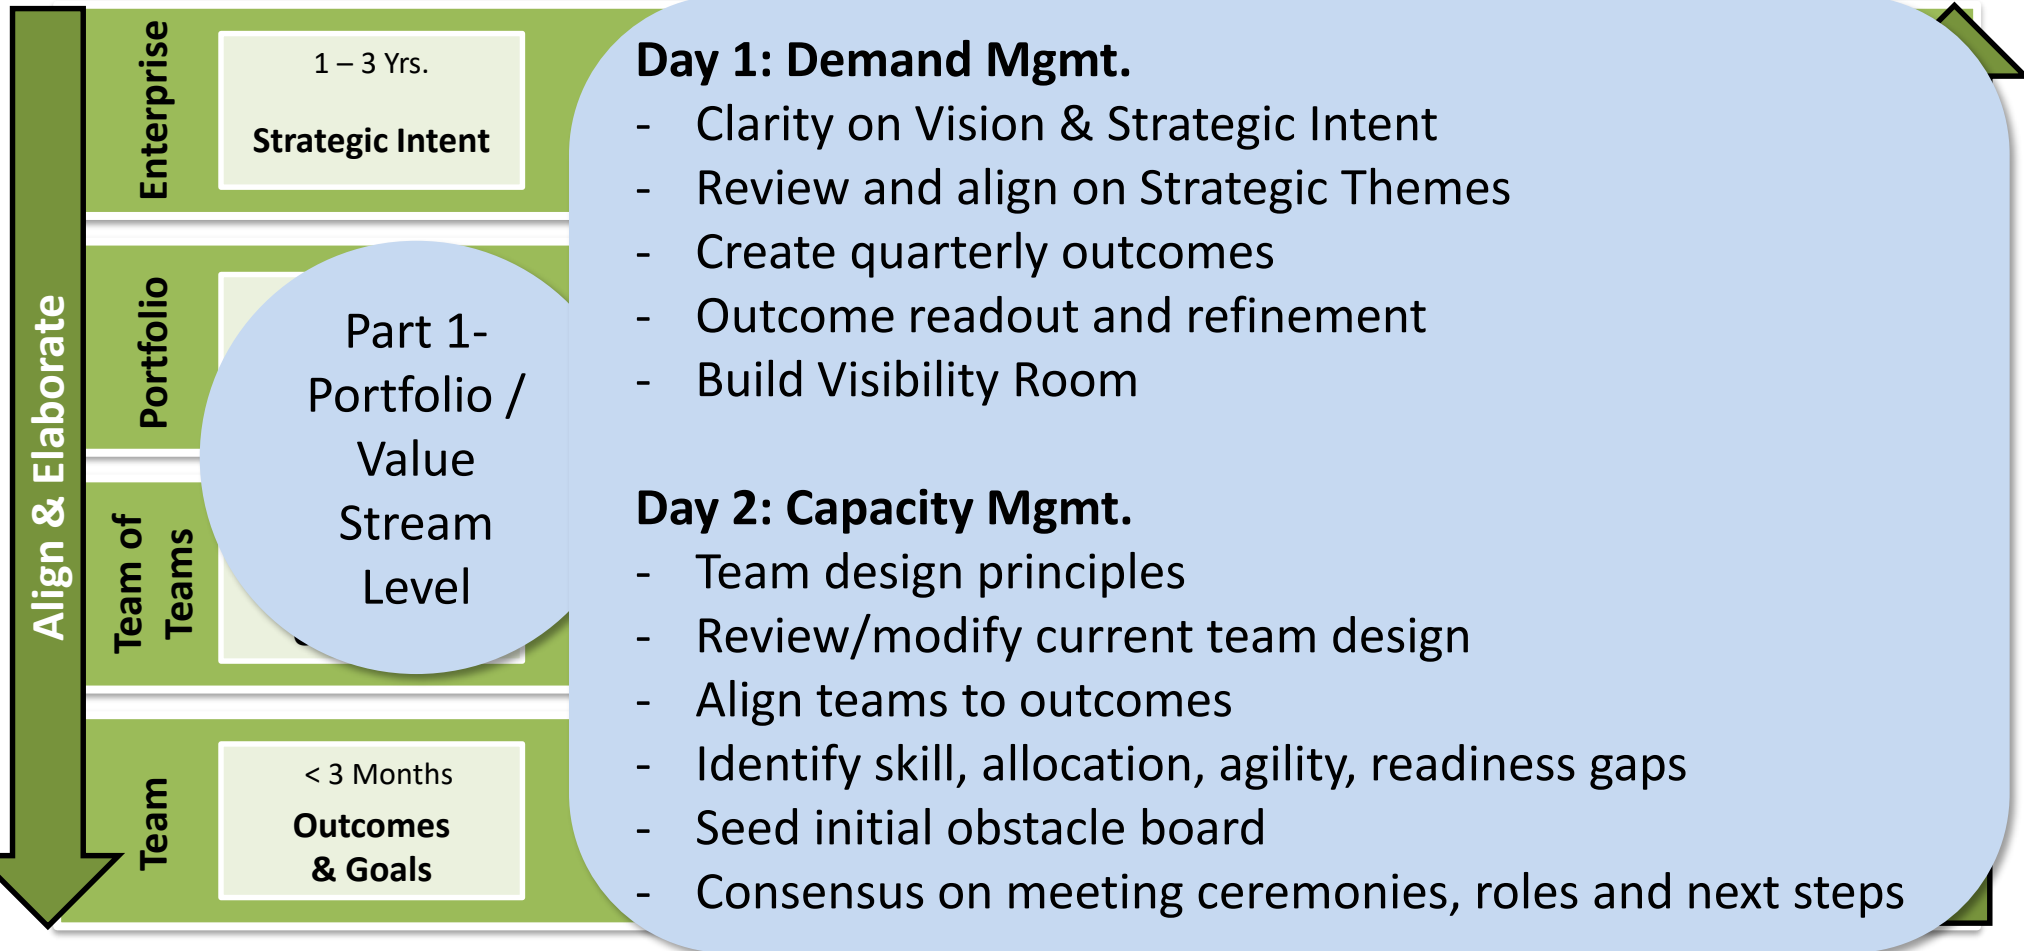 Align & Elaborate
Enterprise
1 – 3 Yrs.
Strategic Intent
Portfolio
Team of
Teams
Team
< 3 Months
Outcomes
& Goals
Part 1-
Portfolio /
Value
Stream
Level
Day 1: Demand Mgmt.
- Clarity on Vision & Strategic Intent
- Review and align on Strategic Themes
- Create quarterly outcomes
- Outcome readout and refinement
- Build Visibility Room
Day 2: Capacity Mgmt.
- Team design principles
- Review/modify current team design
- Align teams to outcomes
- Identify skill, allocation, agility, readiness gaps
- Seed initial obstacle board
- Consensus on meeting ceremonies, roles and next steps